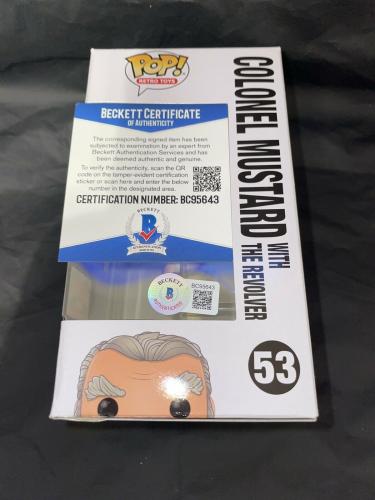 POP!
RETRO TOYS
BECKETT CERTIFICATE
OF AUTHENTICITY
The corresponding signed item has been
subjected to examination by an expert from
Beckett Authentication Services and has
been deemed authentic and genuine.
To verify the authenticity, scan the QR
code on the tamper-evident certification
sticker or scan here and enter the below
number in the designated area.
CERTIFICATION NUMBER: BC95643
BECKETT
B
BECKETT
B
AUTHENTICATED
BC95643
COLONEL MUSTARD
WITH
THE REVOLVER
53